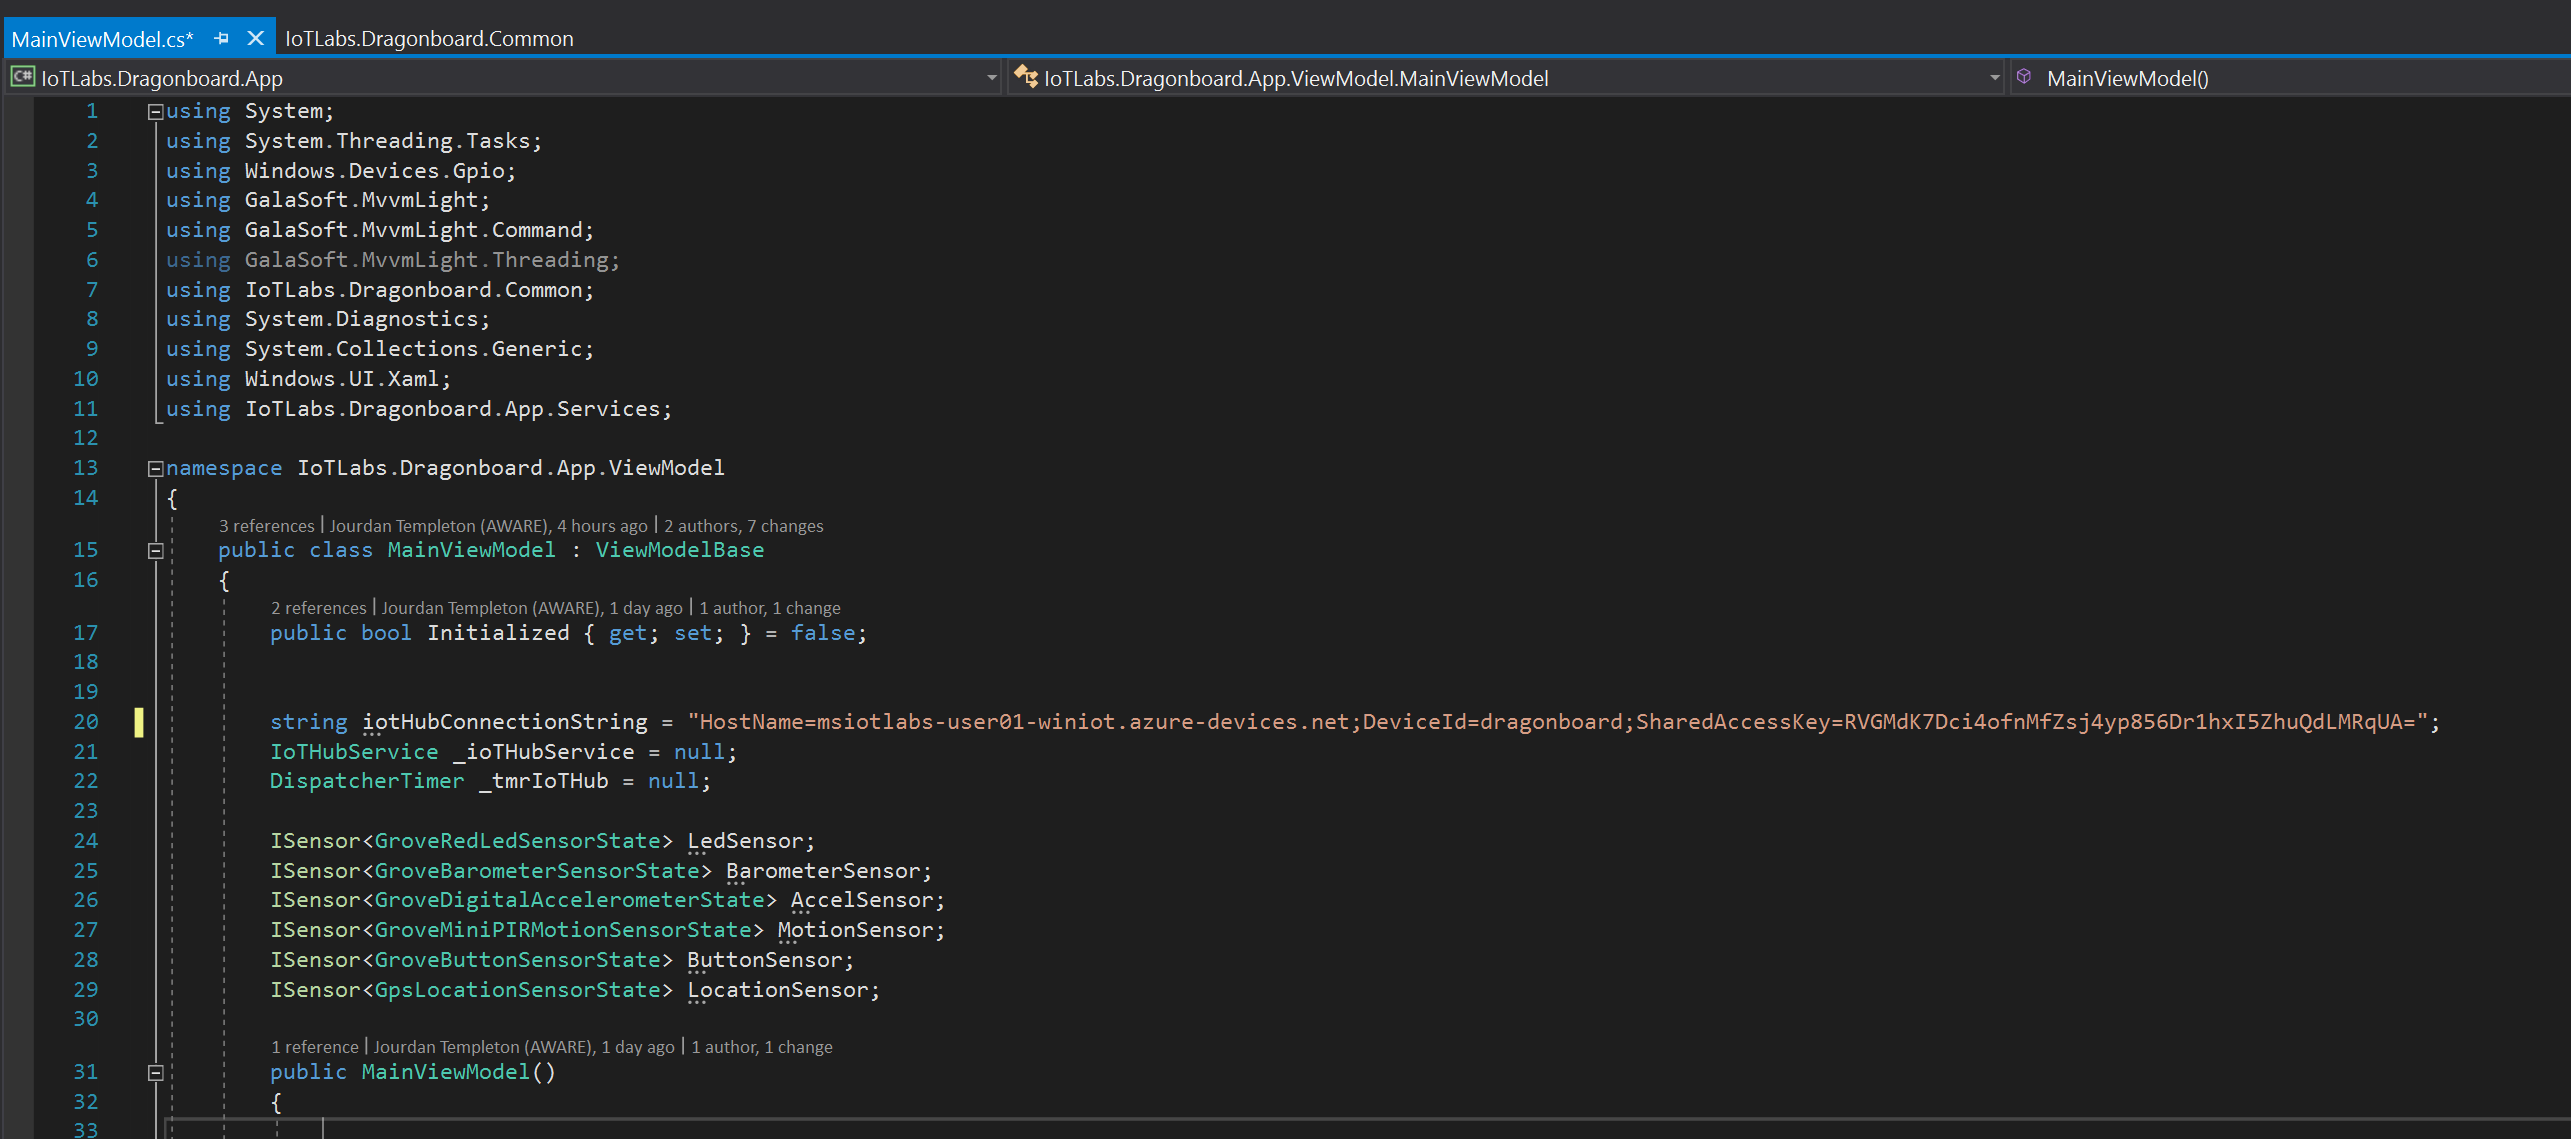 MainViewModel.cs* IoTLabs.Dragonboard.Common
IoTLabs.Dragonboard.App IoTLabs.Dragonboard.App.ViewModel.MainViewModel MainViewModel()
1 using System;
2 using System.Threading.Tasks;
3 using Windows.Devices.Gpio;
4 using GalaSoft.MvvmLight;
5 using GalaSoft.MvvmLight.Command;
6 using GalaSoft.MvvmLight.Threading;
7 using IoTLabs.Dragonboard.Common;
8 using System.Diagnostics;
9 using System.Collections.Generic;
10 using Windows.UI.Xaml;
11 using IoTLabs.Dragonboard.App.Services;
12
13 namespace IoTLabs.Dragonboard.App.ViewModel
14 {
3 references | Jourdan Templeton (AWARE), 4 hours ago | 2 authors, 7 changes
15 public class MainViewModel : ViewModelBase
16 {
2 references | Jourdan Templeton (AWARE), 1 day ago | 1 author, 1 change
17 public bool Initialized { get; set; } = false;
18
19
20 string iotHubConnectionString = "HostName=msiotlabs-user01-winiot.azure-devices.net;DeviceId=dragonboard;SharedAccessKey=RVGMdK7Dci4ofnMfZsj4yp856Dr1hxI5ZhuQdLMRqUA=";
21 IoTHubService _ioTHubService = null;
22 DispatcherTimer _tmrIoTHub = null;
23
24 ISensor<GroveRedLedSensorState> LedSensor;
25 ISensor<GroveBarometerSensorState> BarometerSensor;
26 ISensor<GroveDigitalAccelerometerState> AccelSensor;
27 ISensor<GroveMiniPIRMotionSensorState> MotionSensor;
28 ISensor<GroveButtonSensorState> ButtonSensor;
29 ISensor<GpsLocationSensorState> LocationSensor;
30
1 reference | Jourdan Templeton (AWARE), 1 day ago | 1 author, 1 change
31 public MainViewModel()
32 {
33